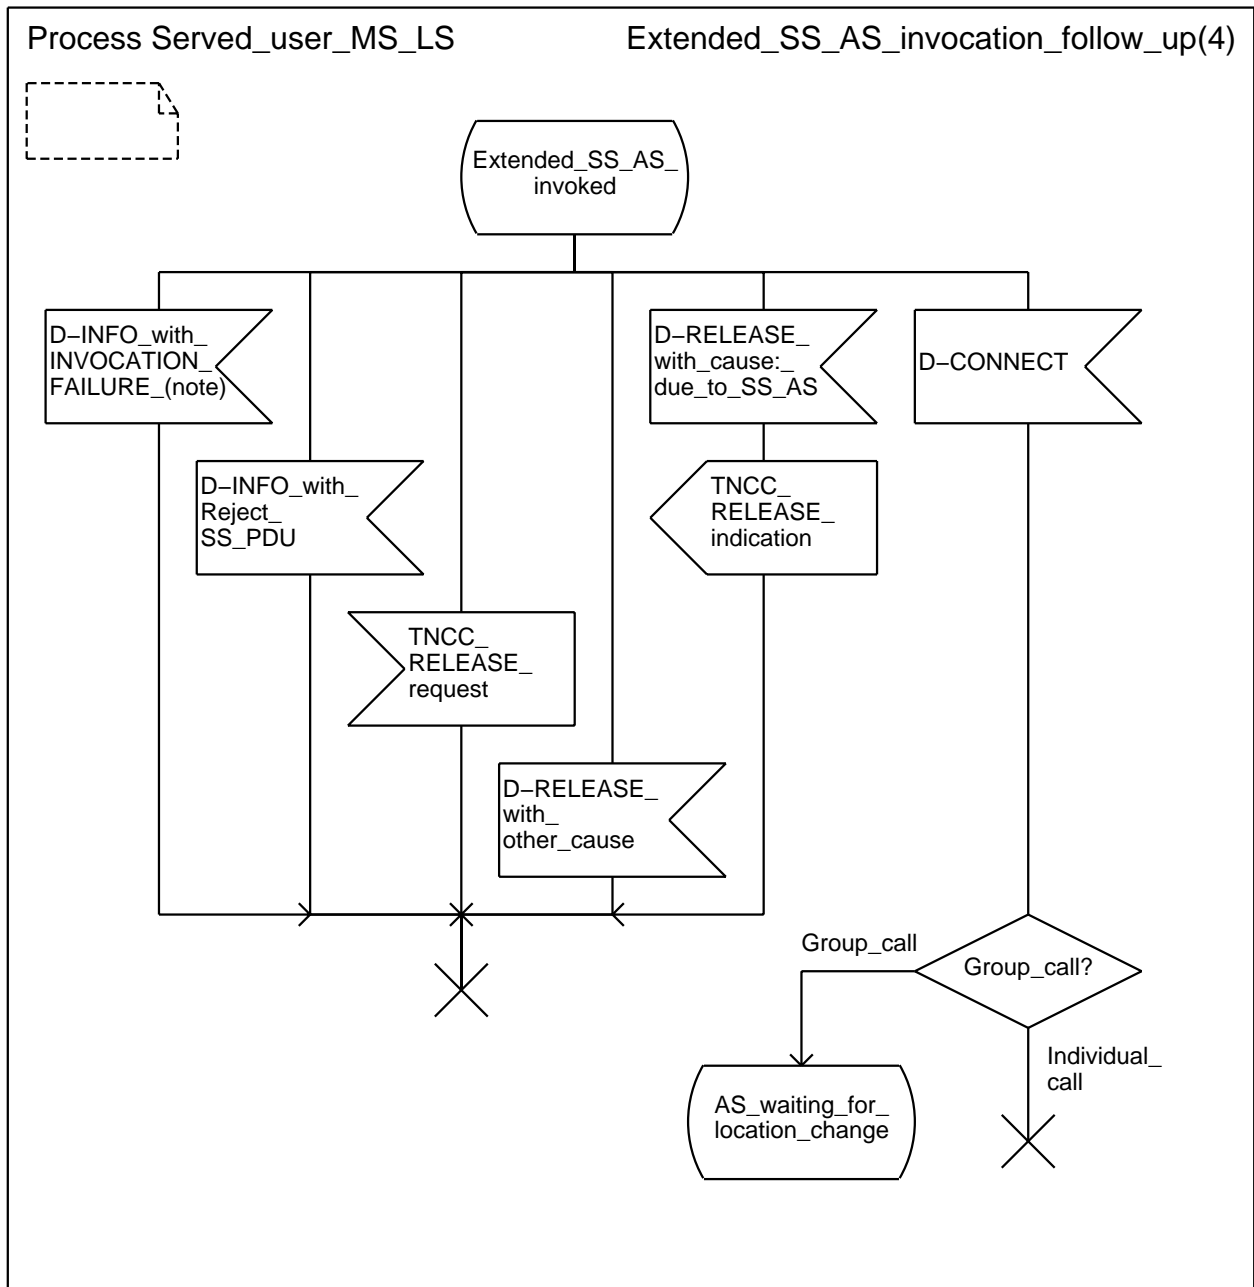 Process Served_user_MS_LS
Extended_SS_AS_invocation_follow_up(4)
Extended_SS_AS_
invoked
D–INFO_with_
INVOCATION_
FAILURE_(note)
D–RELEASE_
with_cause:_
due_to_SS_AS
D–CONNECT
D–INFO_with_
Reject_
SS_PDU
TNCC_
RELEASE_
indication
TNCC_
RELEASE_
request
D–RELEASE_
with_
other_cause
Group_call
Group_call?
Individual_
call
AS_waiting_for_
location_change